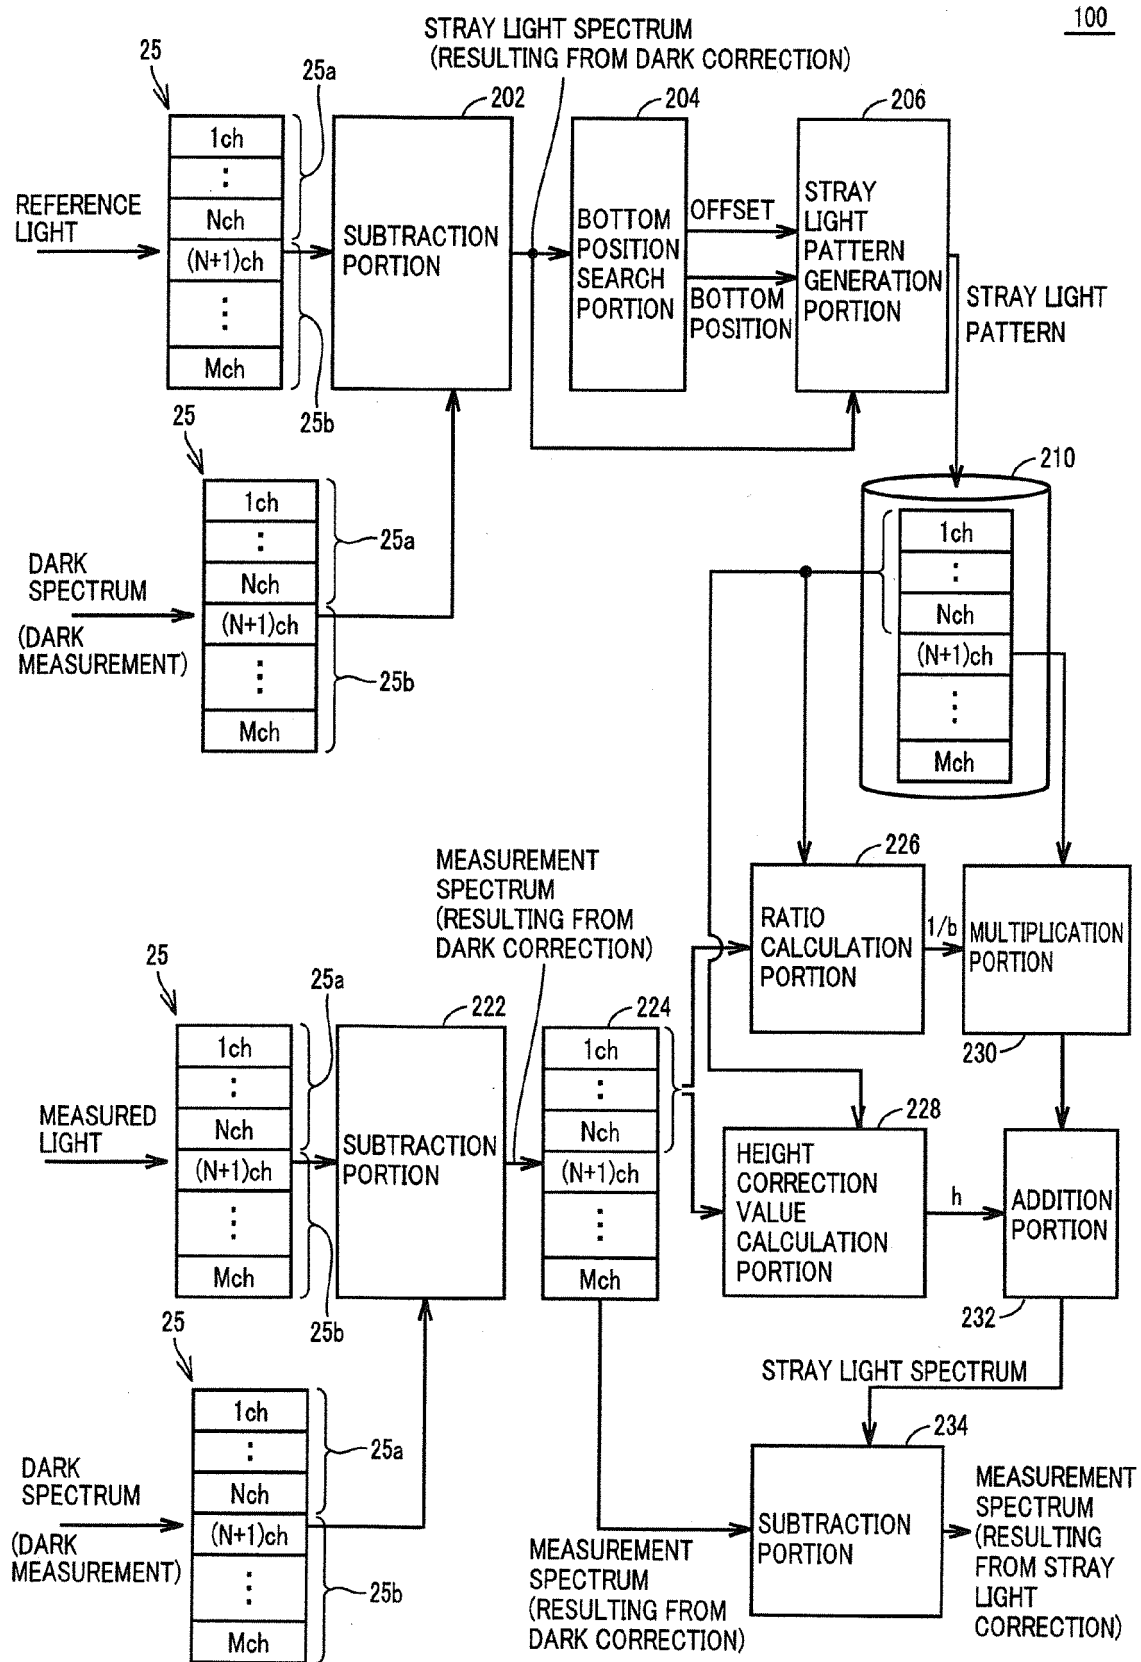 100
STRAY LIGHT SPECTRUM
(RESULTING FROM DARK CORRECTION)
25
25a
202
204
206
1ch
⋮
Nch
(N+1)ch
⋮
Mch
REFERENCE
LIGHT
SUBTRACTION
PORTION
BOTTOM
POSITION
SEARCH
PORTION
OFFSET
BOTTOM
POSITION
STRAY
LIGHT
PATTERN
GENERATION
PORTION
STRAY LIGHT
PATTERN
25b
25
1ch
⋮
Nch
(N+1)ch
⋮
Mch
25a
25b
DARK
SPECTRUM
(DARK
MEASUREMENT)
210
1ch
⋮
Nch
(N+1)ch
⋮
Mch
MEASUREMENT
SPECTRUM
(RESULTING FROM
DARK CORRECTION)
226
RATIO
CALCULATION
PORTION
1/b
MULTIPLICATION
PORTION
230
25
25a
222
224
1ch
⋮
Nch
(N+1)ch
⋮
Mch
MEASURED
LIGHT
SUBTRACTION
PORTION
1ch
⋮
Nch
(N+1)ch
⋮
Mch
228
HEIGHT
CORRECTION
VALUE
CALCULATION
PORTION
h
ADDITION
PORTION
232
25b
25
1ch
⋮
Nch
(N+1)ch
⋮
Mch
25a
25b
DARK
SPECTRUM
(DARK
MEASUREMENT)
STRAY LIGHT SPECTRUM
234
SUBTRACTION
PORTION
MEASUREMENT
SPECTRUM
(RESULTING FROM
DARK CORRECTION)
MEASUREMENT
SPECTRUM
(RESULTING
FROM STRAY
LIGHT
CORRECTION)